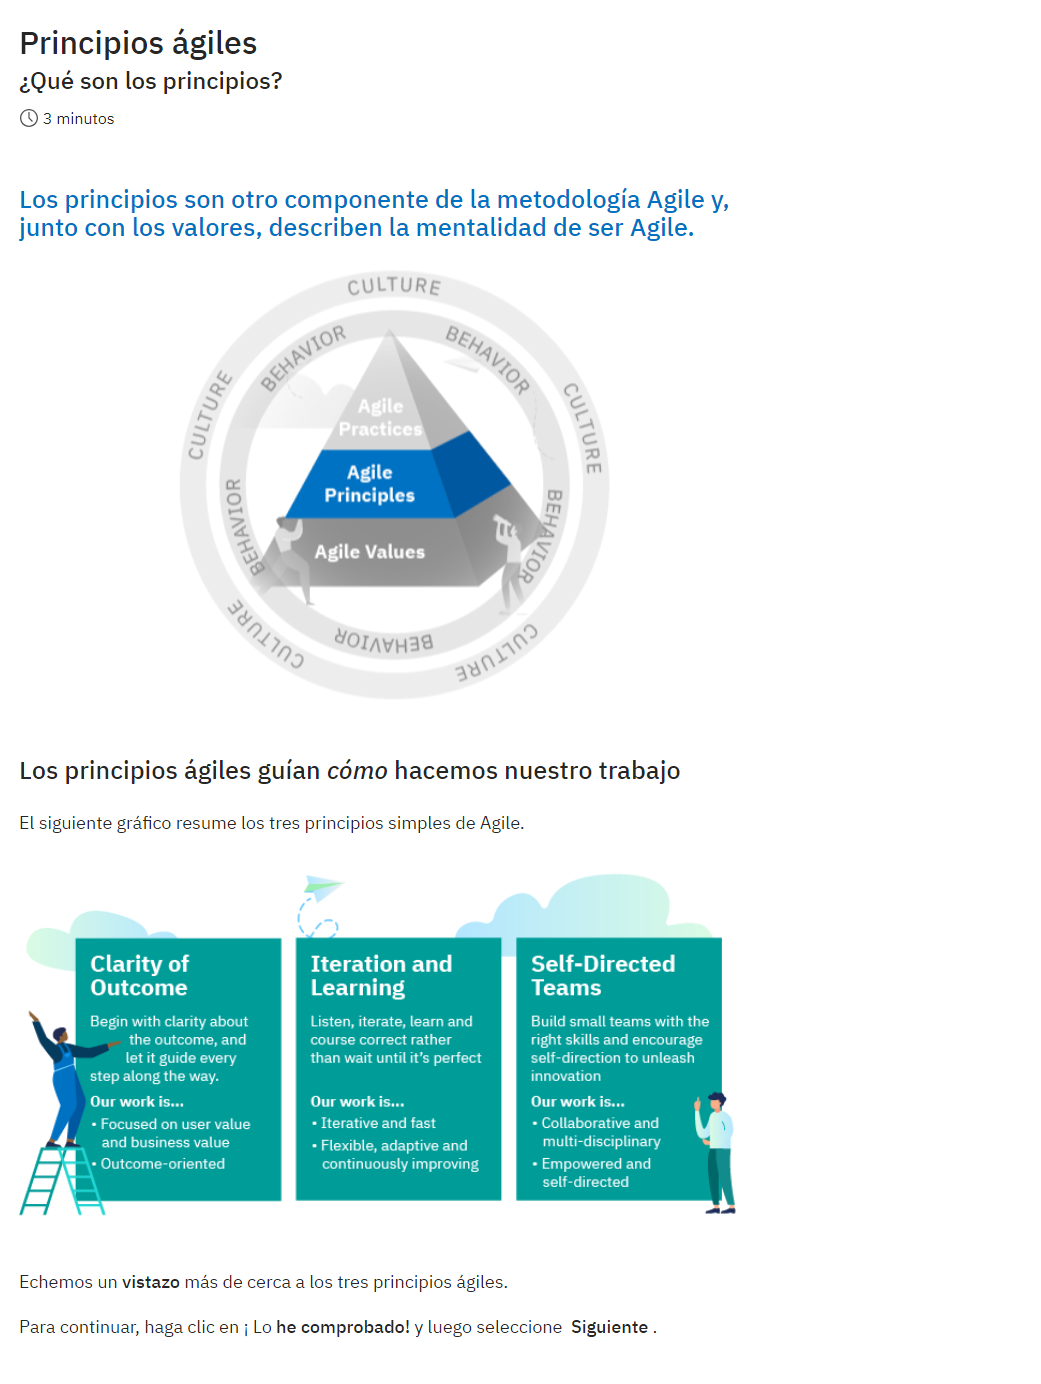 Principios ágiles
¿Qué son los principios?
3 minutos
Los principios son otro componente de la metodología Agile y,
junto con los valores, describen la mentalidad de ser Agile.
CULTURE
CULTURE
CULTURE
CULTURE
CULTURE
BEHAVIOR
BEHAVIOR
BEHAVIOR
BEHAVIOR
BEHAVIOR
Agile
Practices
Agile
Principles
Agile Values
Los principios ágiles guían cómo hacemos nuestro trabajo
El siguiente gráfico resume los tres principios simples de Agile.
Clarity of
Outcome
Begin with clarity about
the outcome, and
let it guide every
step along the way.
Our work is...
• Focused on user value
and business value
• Outcome-oriented
Iteration and
Learning
Listen, iterate, learn and
course correct rather
than wait until it's perfect
Our work is...
• Iterative and fast
• Flexible, adaptive and
continuously improving
Self-Directed
Teams
Build small teams with the
right skills and encourage
self-direction to unleash
innovation
Our work is...
• Collaborative and
multi-disciplinary
• Empowered and
self-directed
Echemos un vistazo más de cerca a los tres principios ágiles.
Para continuar, haga clic en ¡ Lo he comprobado! y luego seleccione Siguiente .